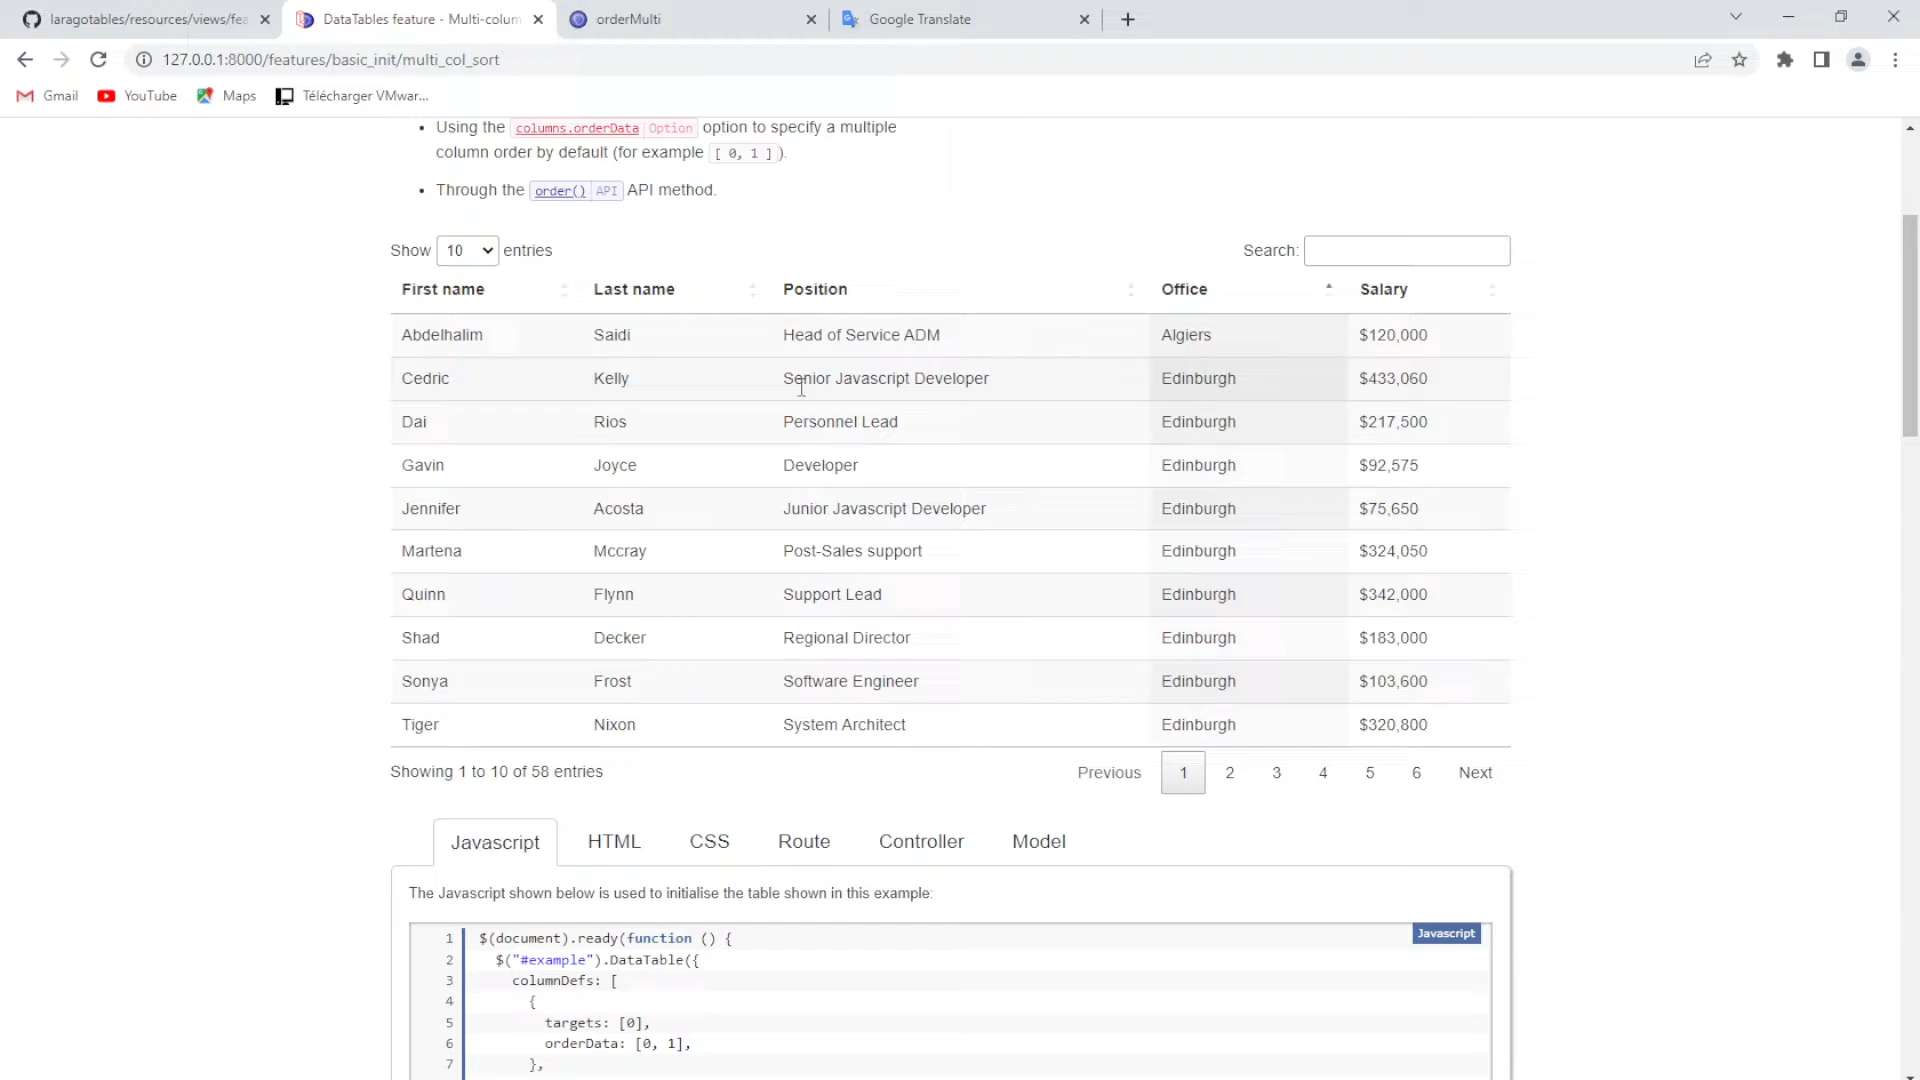 laragotables/resources/views/fea
DataTables feature - Multi-colum
orderMulti
Google Translate
127.0.0.1:8000/features/basic_init/multi_col_sort
Gmail
YouTube
Maps
Télécharger VMwar...
• Using the columns.orderData Option option to specify a multiple
column order by default (for example [ 0, 1 ] ).
• Through the order() API API method.
Show 10 entries
Search:
First name Last name Position Office Salary
Abdelhalim Saidi Head of Service ADM Algiers $120,000
Cedric Kelly Senior Javascript Developer Edinburgh $433,060
Dai Rios Personnel Lead Edinburgh $217,500
Gavin Joyce Developer Edinburgh $92,575
Jennifer Acosta Junior Javascript Developer Edinburgh $75,650
Martena Mccray Post-Sales support Edinburgh $324,050
Quinn Flynn Support Lead Edinburgh $342,000
Shad Decker Regional Director Edinburgh $183,000
Sonya Frost Software Engineer Edinburgh $103,600
Tiger Nixon System Architect Edinburgh $320,800
Showing 1 to 10 of 58 entries
Previous 1 2 3 4 5 6 Next
Javascript HTML CSS Route Controller Model
The Javascript shown below is used to initialise the table shown in this example:
Javascript
1 $(document).ready(function () {
2 $("#example").DataTable({
3 columnDefs: [
4 {
5 targets: [0],
6 orderData: [0, 1],
7 },